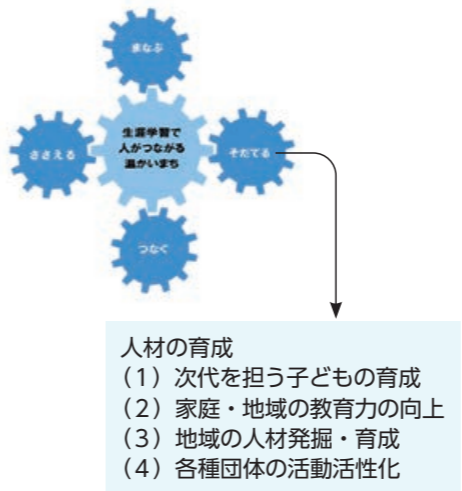 まなぶ
ささえる
生涯学習で
人がつながる
温かいまち
そだてる
つなぐ
人材の育成
（1）次代を担う子どもの育成
（2）家庭・地域の教育力の向上
（3）地域の人材発掘・育成
（4）各種団体の活動活性化